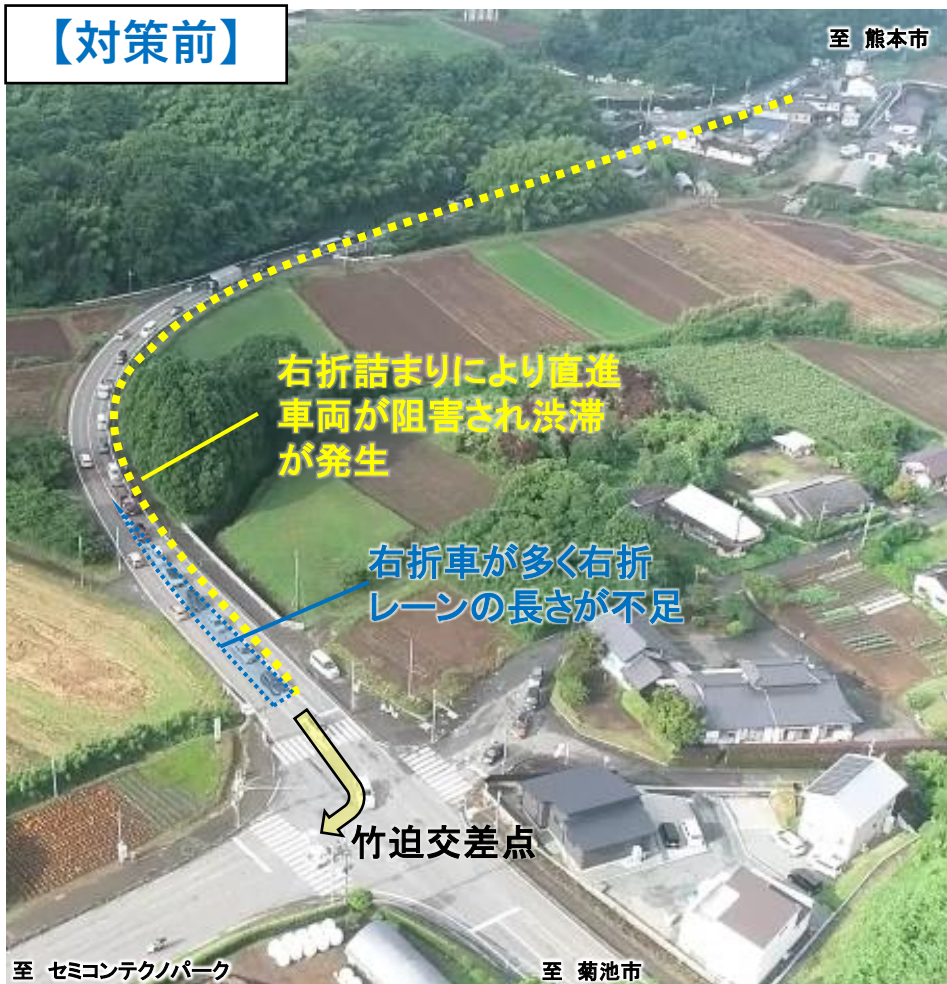 【対策前】
至 熊本市
右折詰まりにより直進
車両が阻害され渋滞
が発生
右折車が多く右折
レーンの長さが不足
竹迫交差点
至 セミコンテクノパーク
至 菊池市